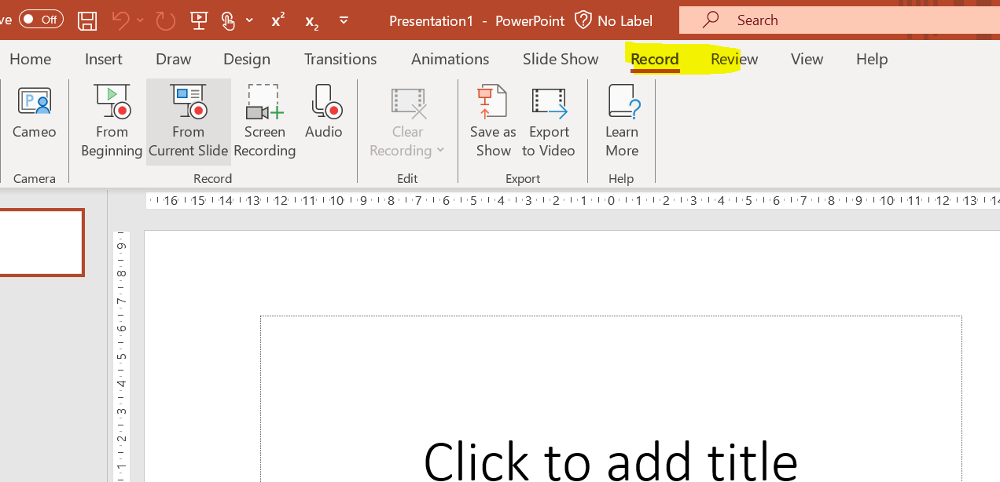 ve Off x² x₂ Presentation1 - PowerPoint No Label Search
Home Insert Draw Design Transitions Animations Slide Show Record Review View Help
Cameo From Beginning From Current Slide Screen Recording Audio Clear Recording Save as Show Export to Video Learn More
Camera Record Edit Export Help
16 15 14 13 12 11 10 9 8 7 6 5 4 3 2 1 0 1 2 3 4 5 6 7 8 9 10 11 12 13 14
9
8
7
6
5
4
3
2
1
Click to add title